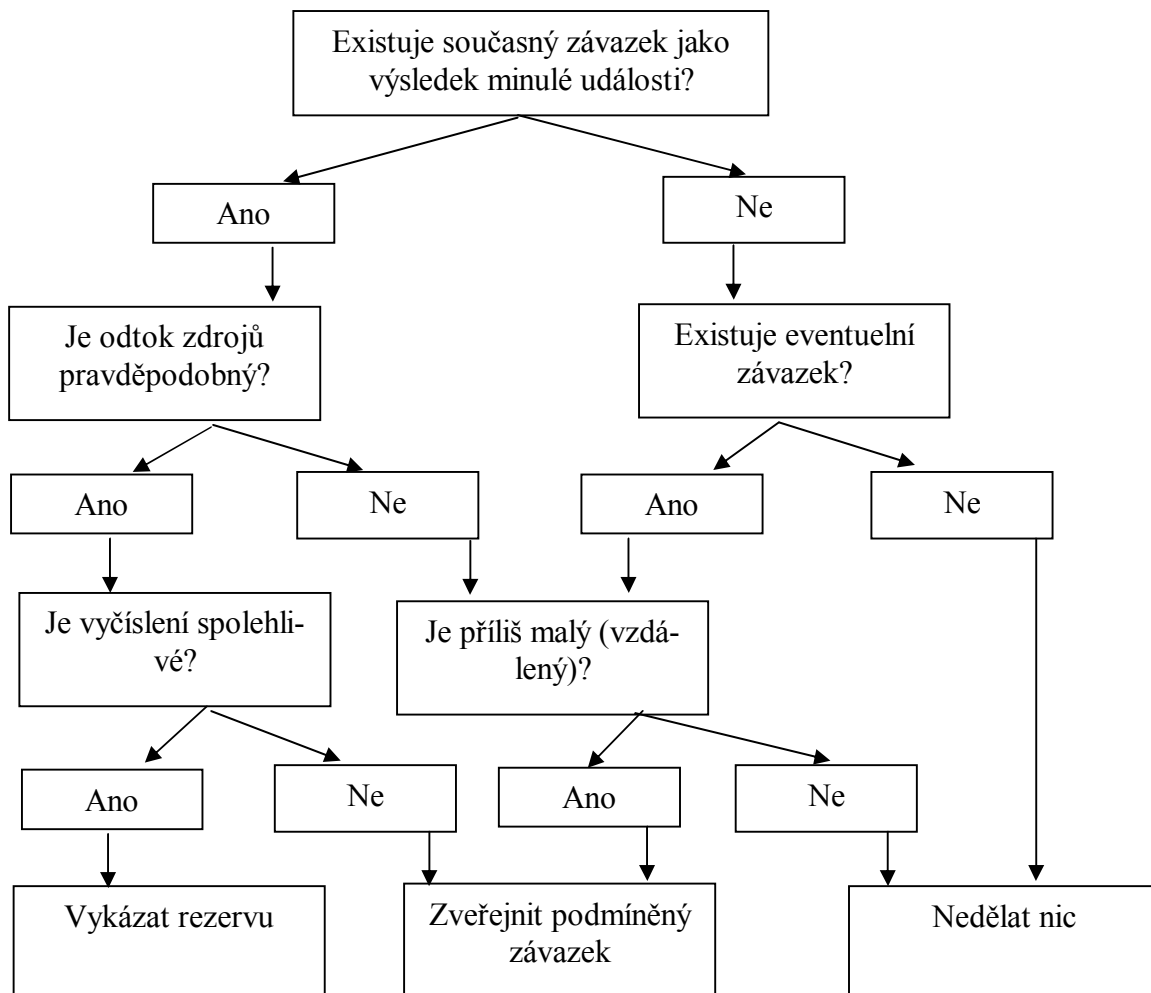 Existuje současný závazek jako
výsledek minulé události?
Ano
Ne
Je odtok zdrojů
pravděpodobný?
Existuje eventuelní
závazek?
Ano
Ne
Ano
Ne
Je vyčíslení spolehli-
vé?
Je příliš malý (vzdá-
lený)?
Ano
Ne
Ano
Ne
Vykázat rezervu
Zveřejnit podmíněný
závazek
Nedělat nic